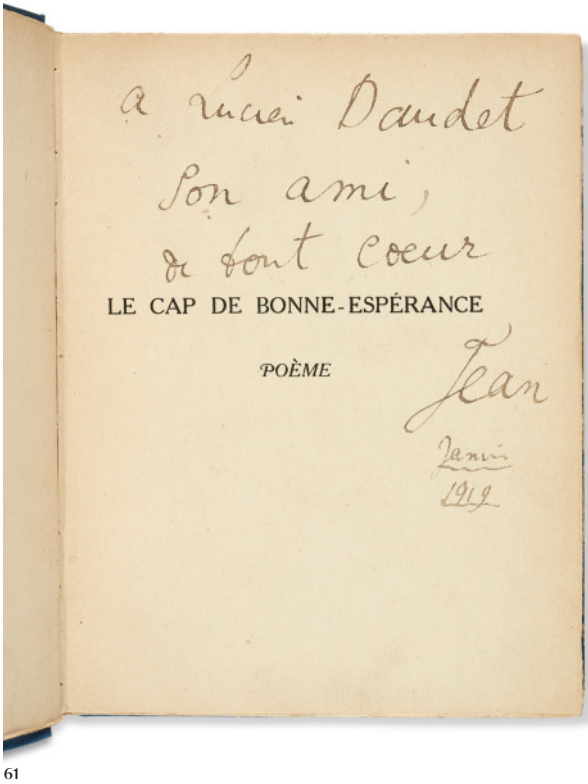 a Lucien Daudet
son ami,
de tout coeur
LE CAP DE BONNE-ESPÉRANCE
POÈME
Jean
Janvier
1919
61